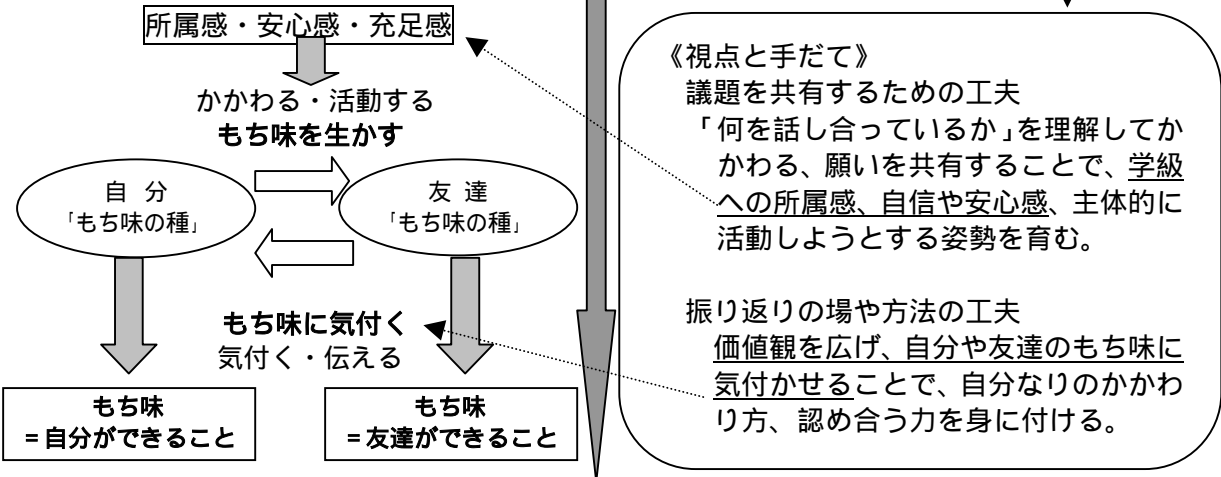 所属感・安心感・充足感
かかわる・活動する
もち味を生かす
自 分
「もち味の種」
友 達
「もち味の種」
もち味に気付く
気付く・伝える
もち味
=自分ができること
もち味
=友達ができること
《視点と手だて》
議題を共有するための工夫
「何を話し合っているか」を理解してか
かわる、願いを共有することで、学級
への所属感、自信や安心感、主体的に
活動しようとする姿勢を育む。
振り返りの場や方法の工夫
価値観を広げ、自分や友達のもち味に
気付かせることで、自分なりのかかわ
り方、認め合う力を身に付ける。